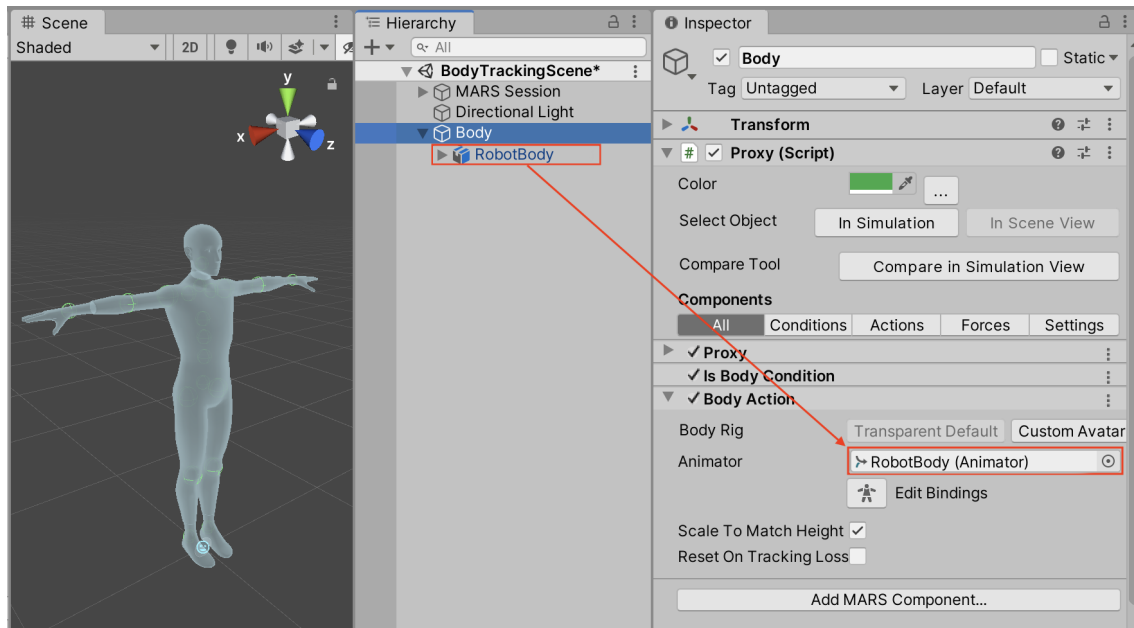 Scene
Shaded
2D
y
x
z
Hierarchy
All
BodyTrackingScene*
MARS Session
Directional Light
Body
RobotBody
Inspector
Body
Static
Tag Untagged Layer Default
Transform
# Proxy (Script)
Color
...
Select Object In Simulation In Scene View
Compare Tool Compare in Simulation View
Components
All Conditions Actions Forces Settings
Proxy
Is Body Condition
Body Action
Body Rig Transparent Default Custom Avatar
Animator RobotBody (Animator)
Edit Bindings
Scale To Match Height
Reset On Tracking Loss
Add MARS Component...